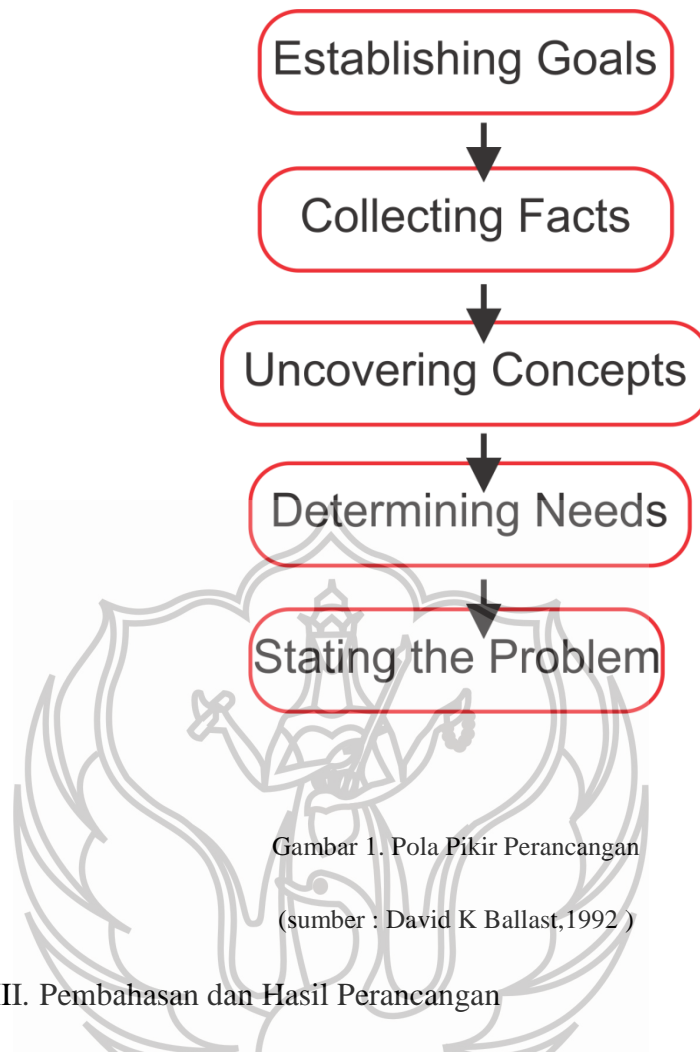 Establishing Goals
Collecting Facts
Uncovering Concepts
Determining Needs
Stating the Problem
Gambar 1. Pola Pikir Perancangan
(sumber : David K Ballast,1992 )
II. Pembahasan dan Hasil Perancangan